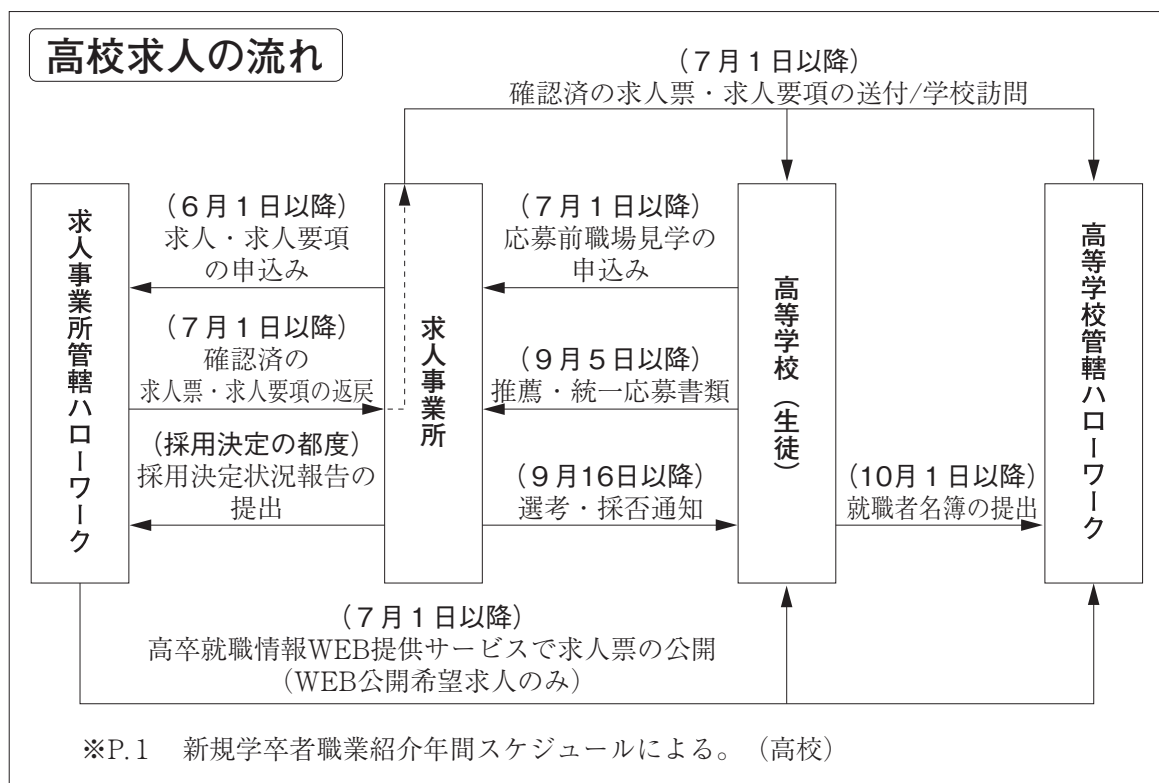 高校求人の流れ
（７月１日以降）
確認済の求人票・求人要項の送付/学校訪問
求人事業所管轄ハローワーク
（６月１日以降）
求人・求人要項
の申込み
（７月１日以降）
確認済の
求人票・求人要項の返戻
（採用決定の都度）
採用決定状況報告の
提出
求人事業所
（７月１日以降）
応募前職場見学の
申込み
（９月５日以降）
推薦・統一応募書類
（９月16日以降）
選考・採否通知
高等学校（生徒）
（10月１日以降）
就職者名簿の提出
高等学校管轄ハローワーク
（７月１日以降）
高卒就職情報WEB提供サービスで求人票の公開
（WEB公開希望求人のみ）
※P.１　新規学卒者職業紹介年間スケジュールによる。（高校）